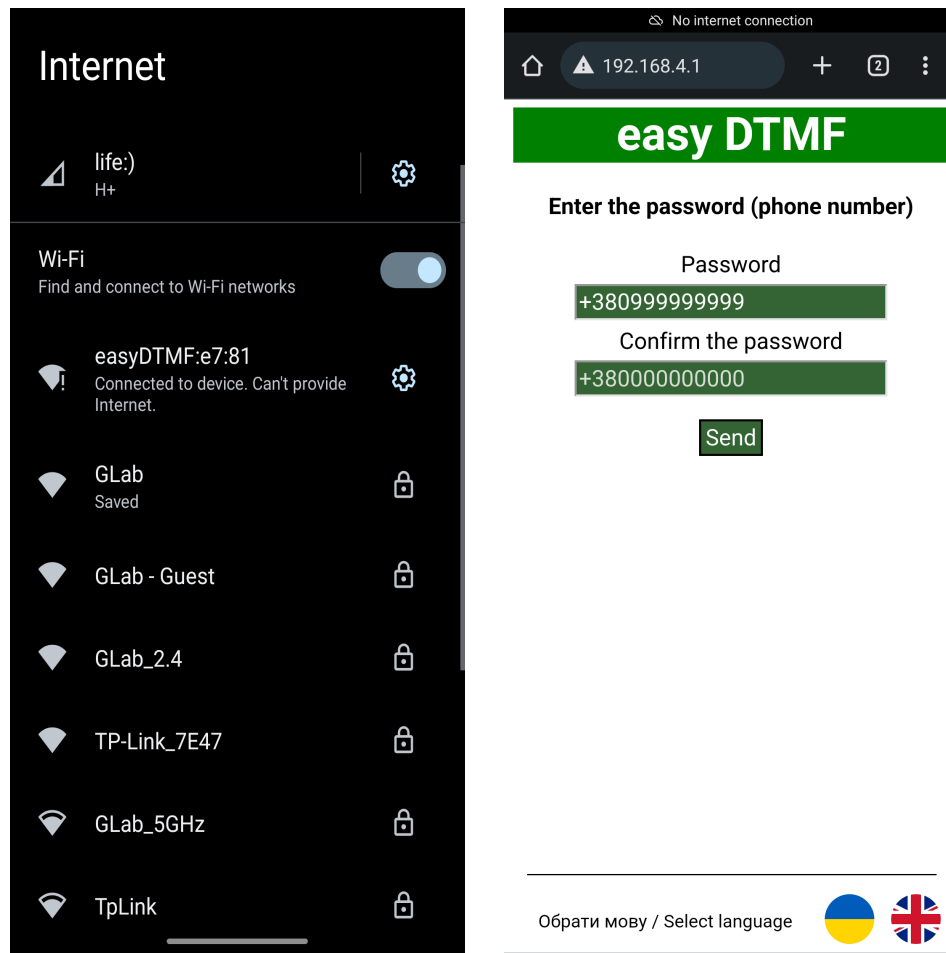 Internet
life:)
H+
Wi-Fi
Find and connect to Wi-Fi networks
easyDTMF:e7:81
Connected to device. Can't provide
Internet.
GLab
Saved
GLab - Guest
GLab_2.4
TP-Link_7E47
GLab_5GHz
TpLink
No internet connection
192.168.4.1
2
easy DTMF
Enter the password (phone number)
Password
+380999999999
Confirm the password
+380000000000
Send
Обрати мову / Select language